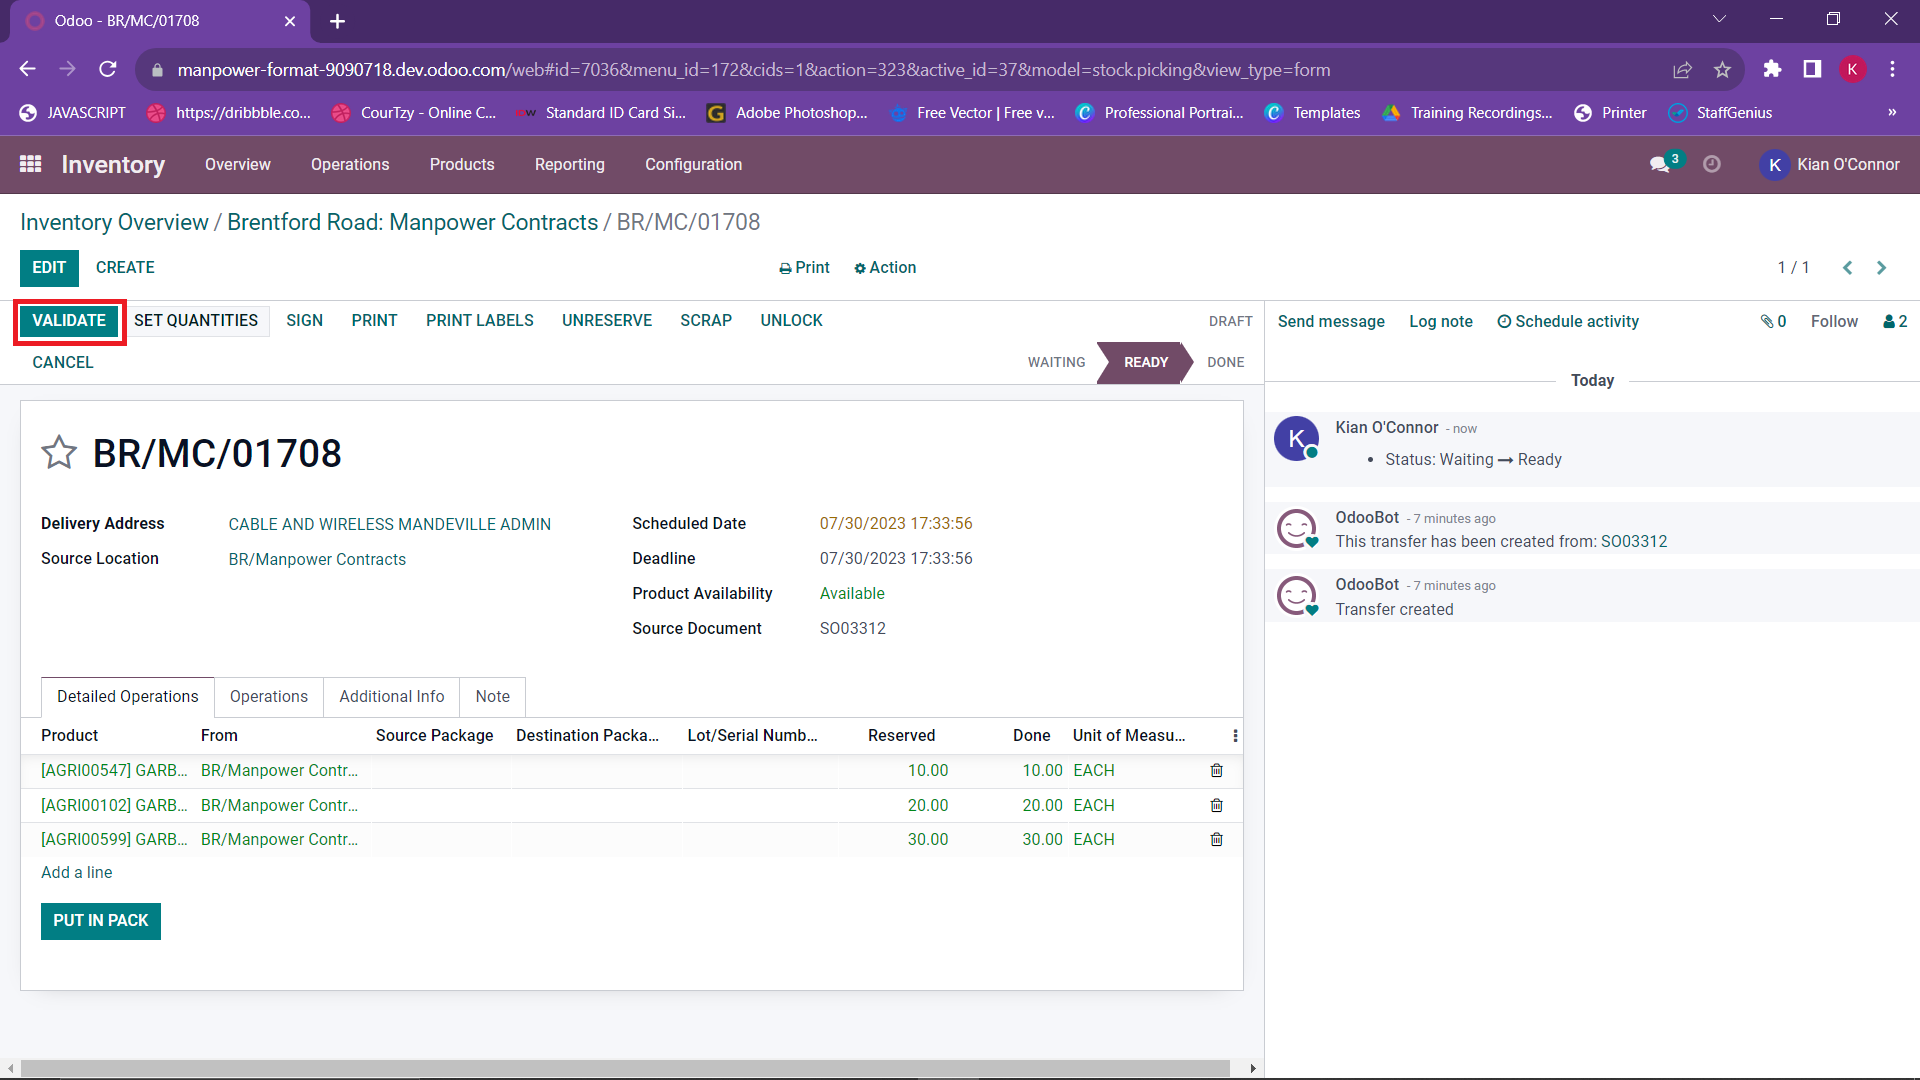 Odoo - BR/MC/01708
manpower-format-9090718.dev.odoo.com/web#id=7036&menu_id=172&cids=1&action=323&active_id=37&model=stock.picking&view_type=form
K
JAVASCRIPT https://dribbble.co... CourTzy - Online C... Standard ID Card Si... Adobe Photoshop... Free Vector | Free v... Professional Portrai... Templates Training Recordings... Printer StaffGenius »
Inventory Overview Operations Products Reporting Configuration 3 K Kian O'Connor
Inventory Overview / Brentford Road: Manpower Contracts / BR/MC/01708
EDIT CREATE Print Action 1 / 1
VALIDATE SET QUANTITIES SIGN PRINT PRINT LABELS UNRESERVE SCRAP UNLOCK DRAFT
CANCEL WAITING READY DONE
Send message Log note Schedule activity 0 Follow 2
Today
K Kian O'Connor - now
• Status: Waiting → Ready
OdooBot - 7 minutes ago
This transfer has been created from: SO03312
OdooBot - 7 minutes ago
Transfer created
BR/MC/01708
Delivery Address CABLE AND WIRELESS MANDEVILLE ADMIN Scheduled Date 07/30/2023 17:33:56
Source Location BR/Manpower Contracts Deadline 07/30/2023 17:33:56
Product Availability Available
Source Document SO03312
Detailed Operations Operations Additional Info Note
Product From Source Package Destination Packa... Lot/Serial Numb... Reserved Done Unit of Measu...
[AGRI00547] GARB... BR/Manpower Contr... 10.00 10.00 EACH
[AGRI00102] GARB... BR/Manpower Contr... 20.00 20.00 EACH
[AGRI00599] GARB... BR/Manpower Contr... 30.00 30.00 EACH
Add a line
PUT IN PACK